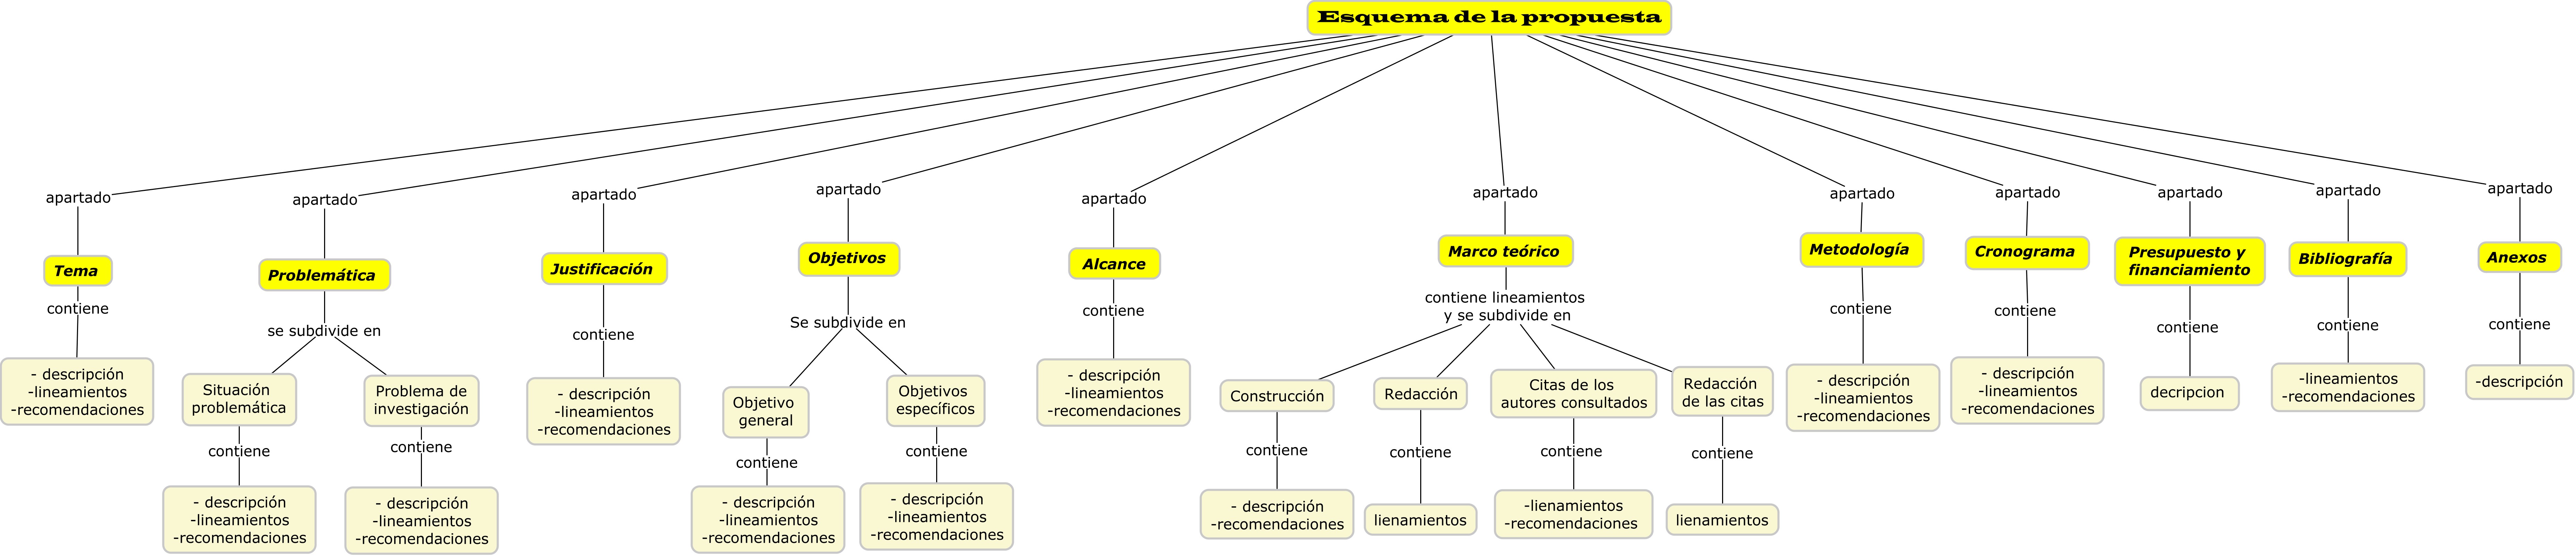 Esquema de la propuesta
apartado
apartado
apartado
apartado
apartado
apartado
apartado
apartado
apartado
apartado
apartado
Tema
Problemática
Justificación
Objetivos
Alcance
Marco teórico
Metodología
Cronograma
Presupuesto y
financiamiento
Bibliografía
Anexos
contiene
se subdivide en
contiene
Se subdivide en
contiene
contiene lineamientos
y se subdivide en
contiene
contiene
contiene
contiene
contiene
- descripción
-lineamientos
-recomendaciones
Situación
problemática
Problema de
investigación
- descripción
-lineamientos
-recomendaciones
Objetivo
general
Objetivos
específicos
- descripción
-lineamientos
-recomendaciones
Construcción
Redacción
Citas de los
autores consultados
Redacción
de las citas
- descripción
-lineamientos
-recomendaciones
- descripción
-lineamientos
-recomendaciones
decripcion
-lineamientos
-recomendaciones
-descripción
contiene
contiene
contiene
contiene
contiene
contiene
contiene
contiene
- descripción
-lineamientos
-recomendaciones
- descripción
-lineamientos
-recomendaciones
- descripción
-lineamientos
-recomendaciones
- descripción
-lineamientos
-recomendaciones
- descripción
-recomendaciones
lienamientos
-lienamientos
-recomendaciones
lienamientos